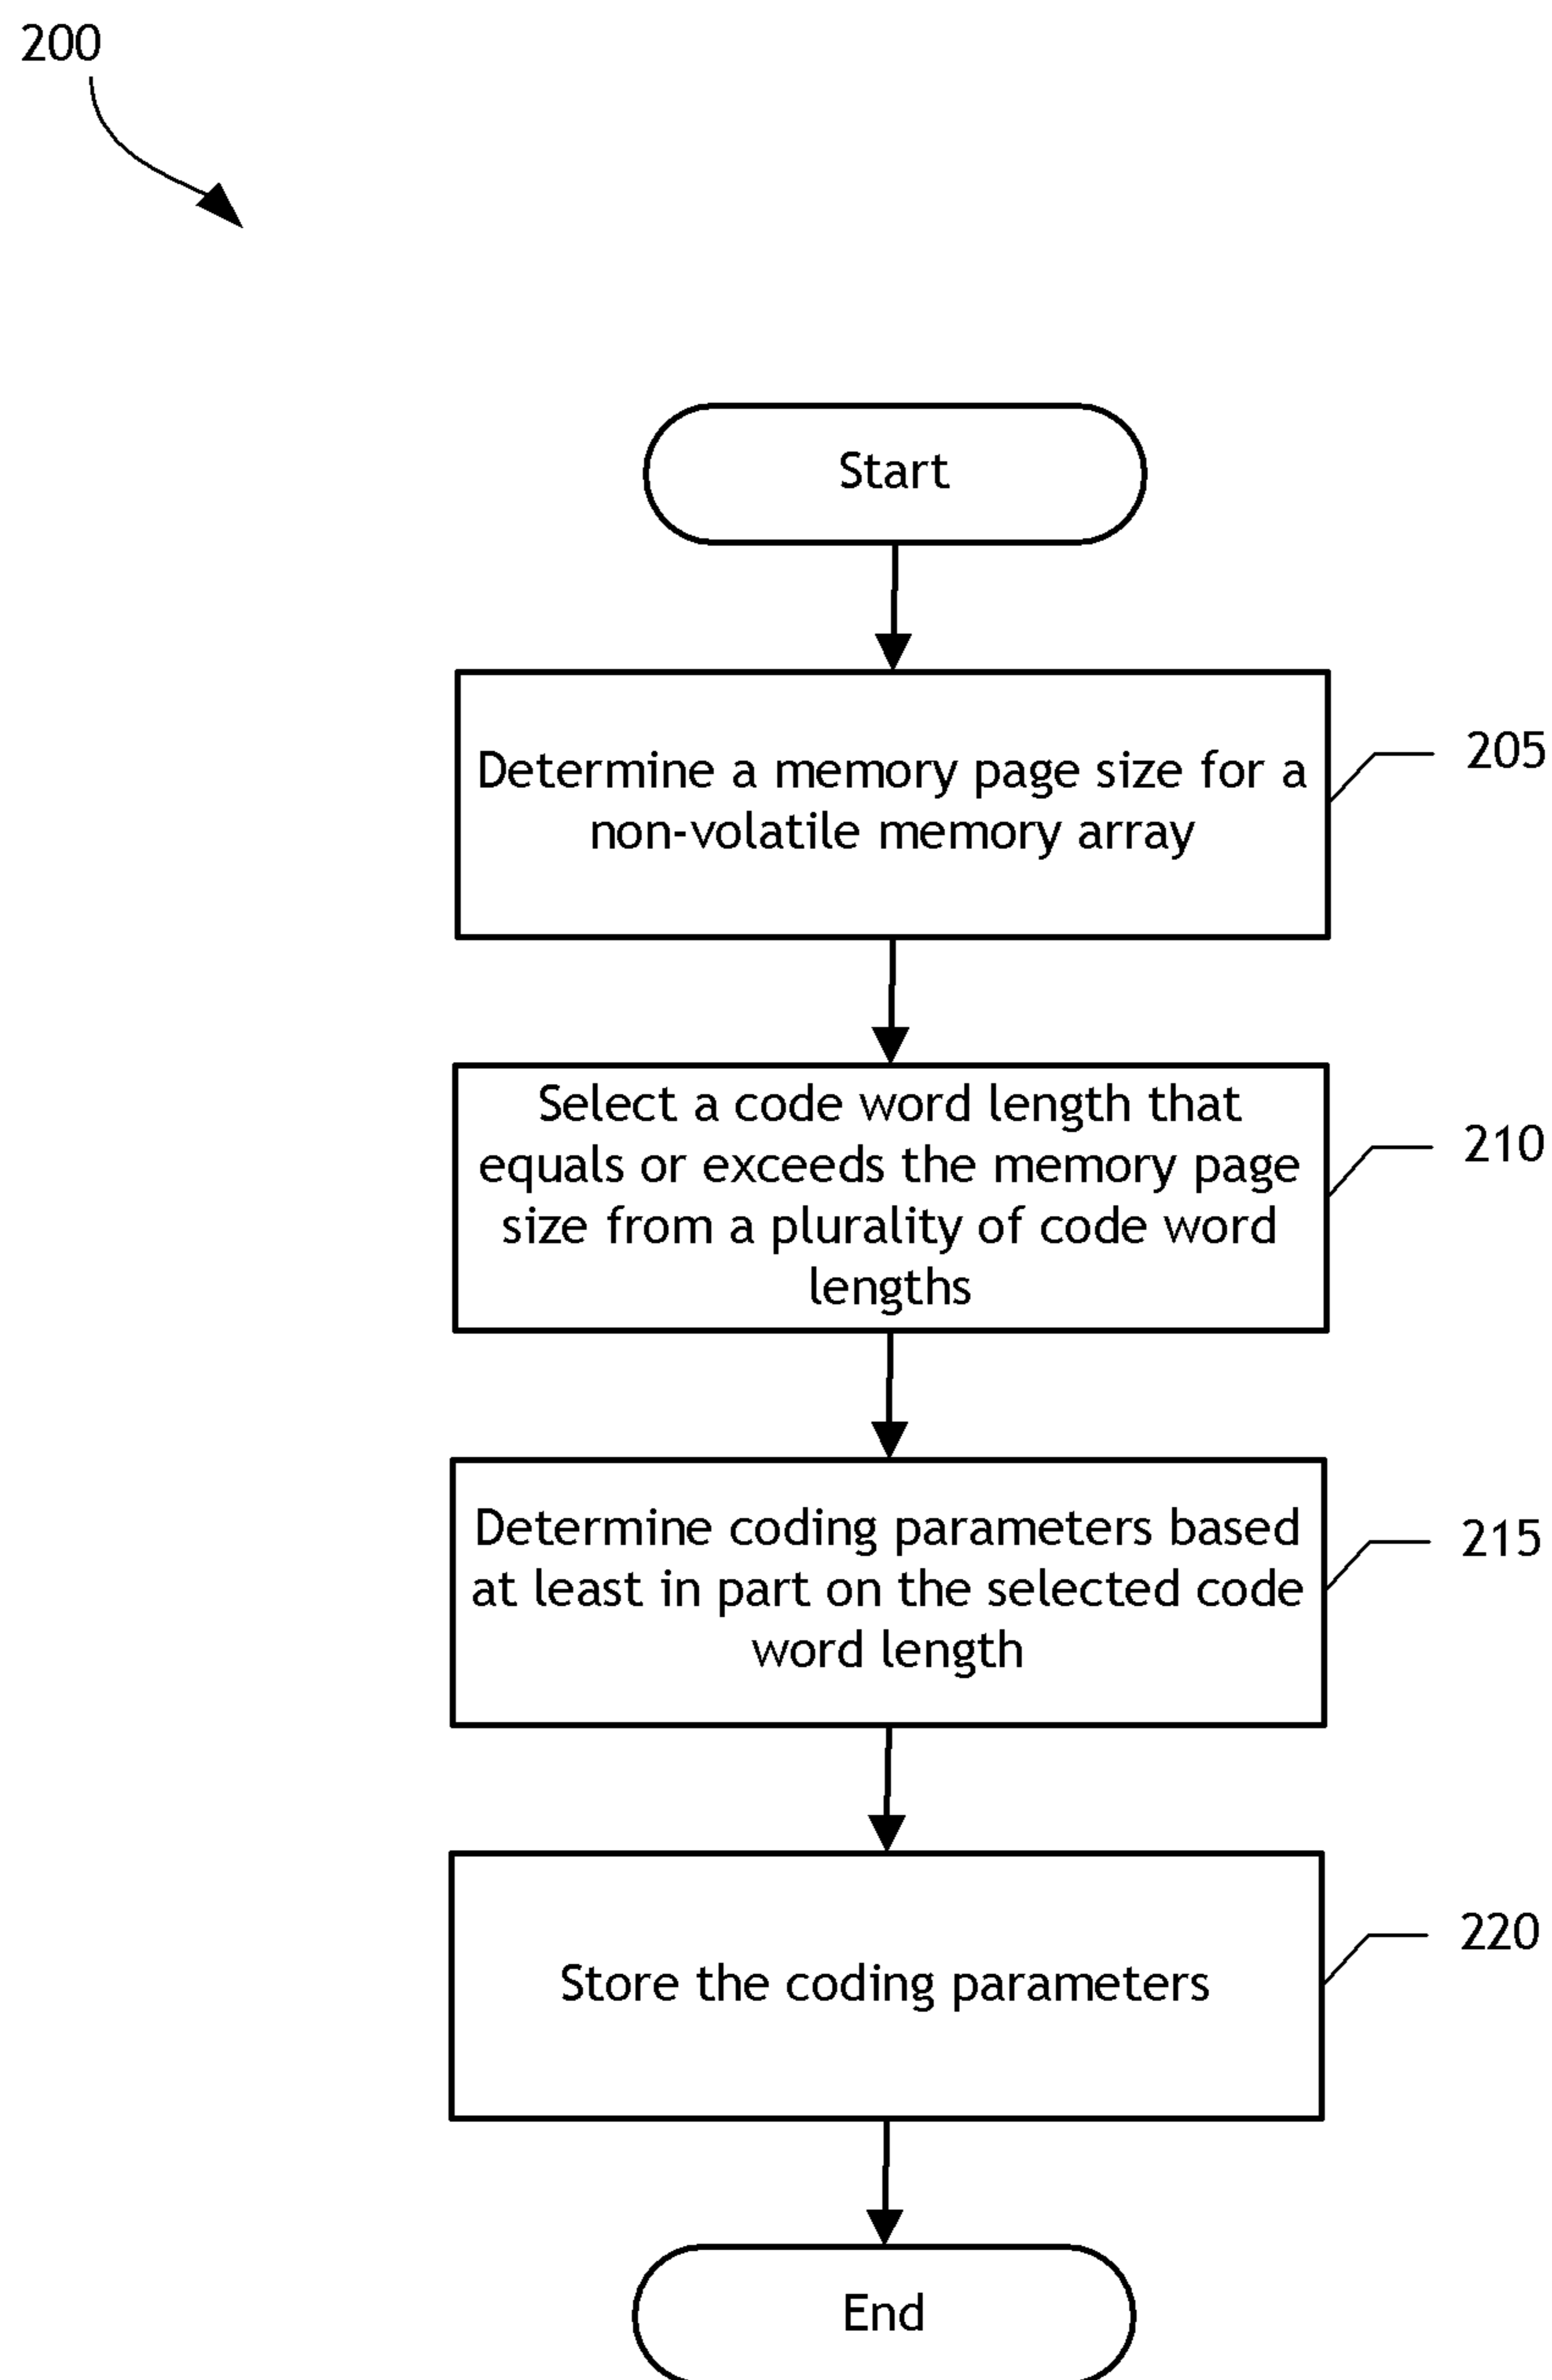 200
Start
Determine a memory page size for a
non-volatile memory array
205
Select a code word length that
equals or exceeds the memory page
size from a plurality of code word
lengths
210
Determine coding parameters based
at least in part on the selected code
word length
215
Store the coding parameters
220
End